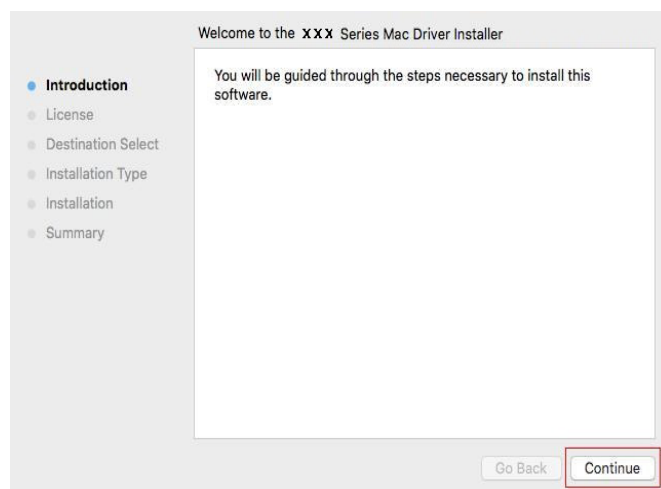 Welcome to the XXX Series Mac Driver Installer
Introduction
License
Destination Select
Installation Type
Installation
Summary
You will be guided through the steps necessary to install this
software.
Go Back
Continue